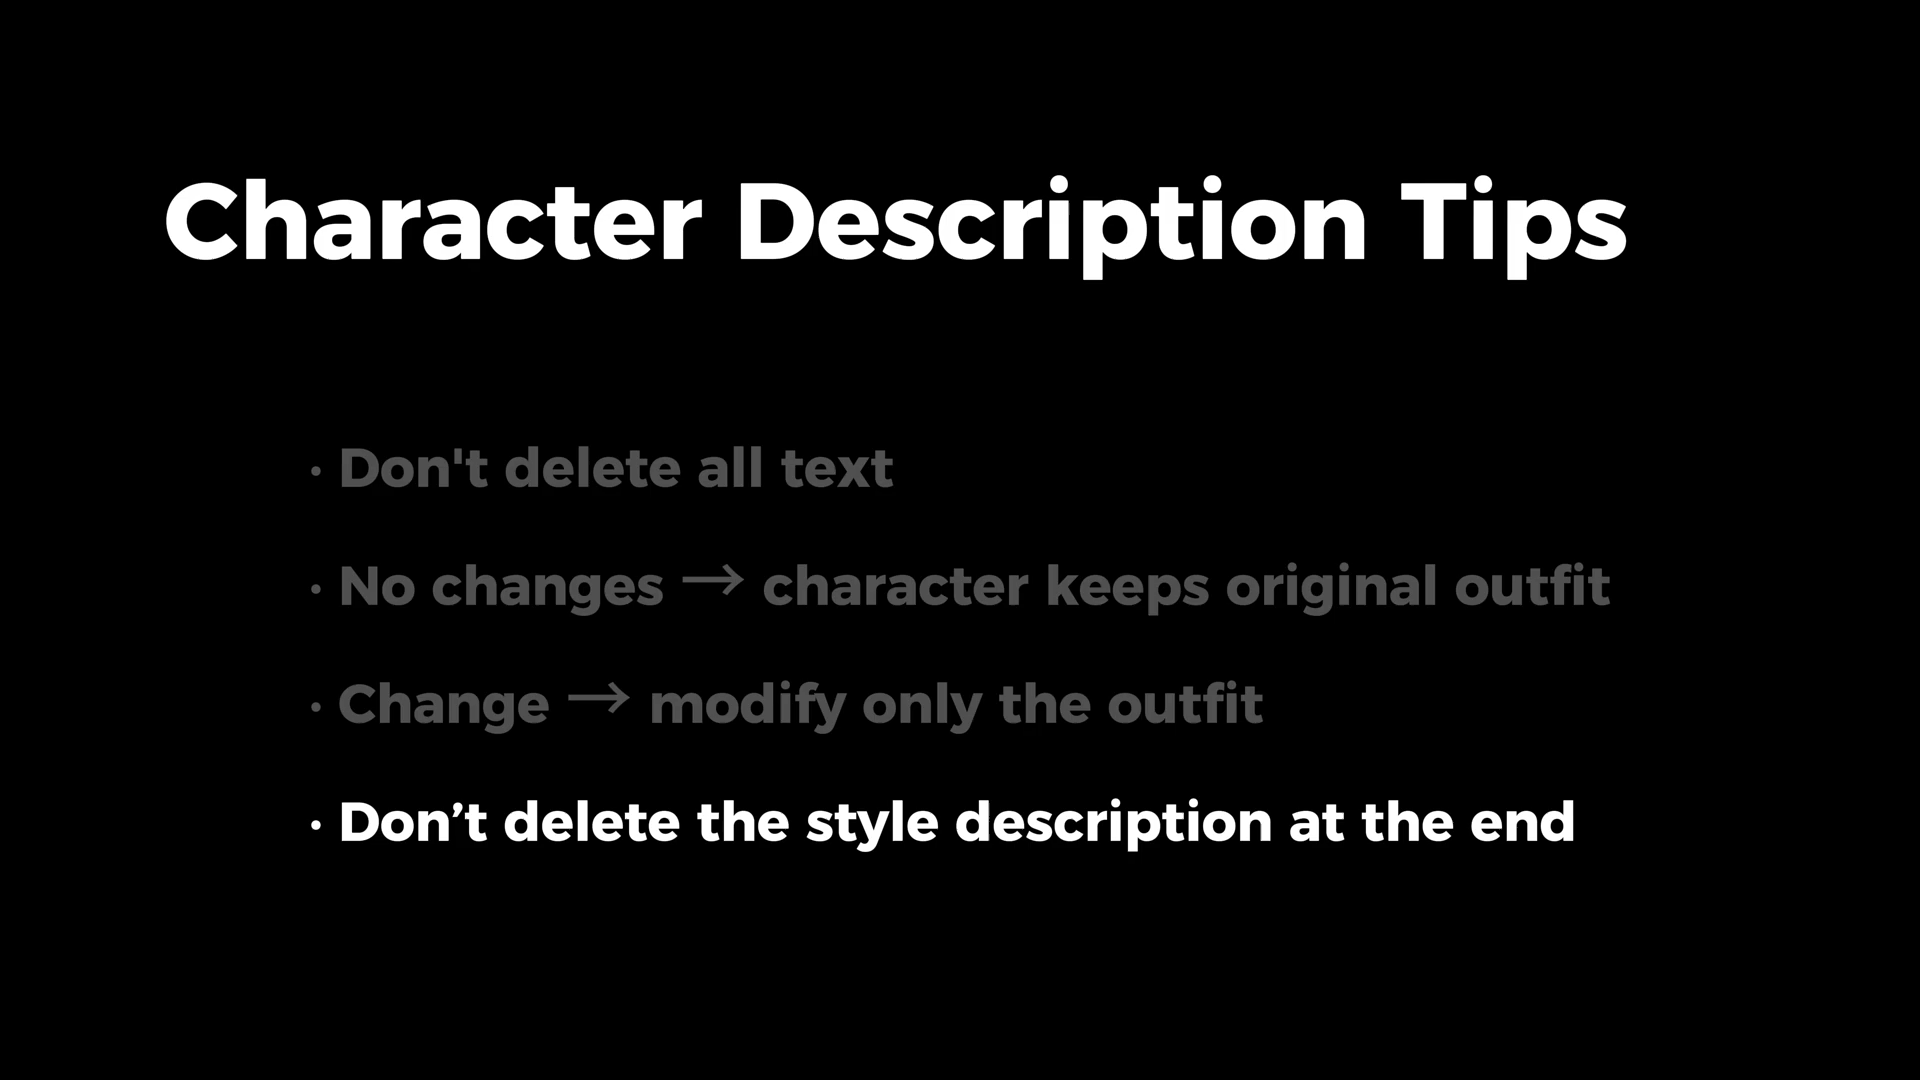 Character Description Tips
· Don't delete all text
· No changes → character keeps original outfit
· Change → modify only the outfit
· Don’t delete the style description at the end